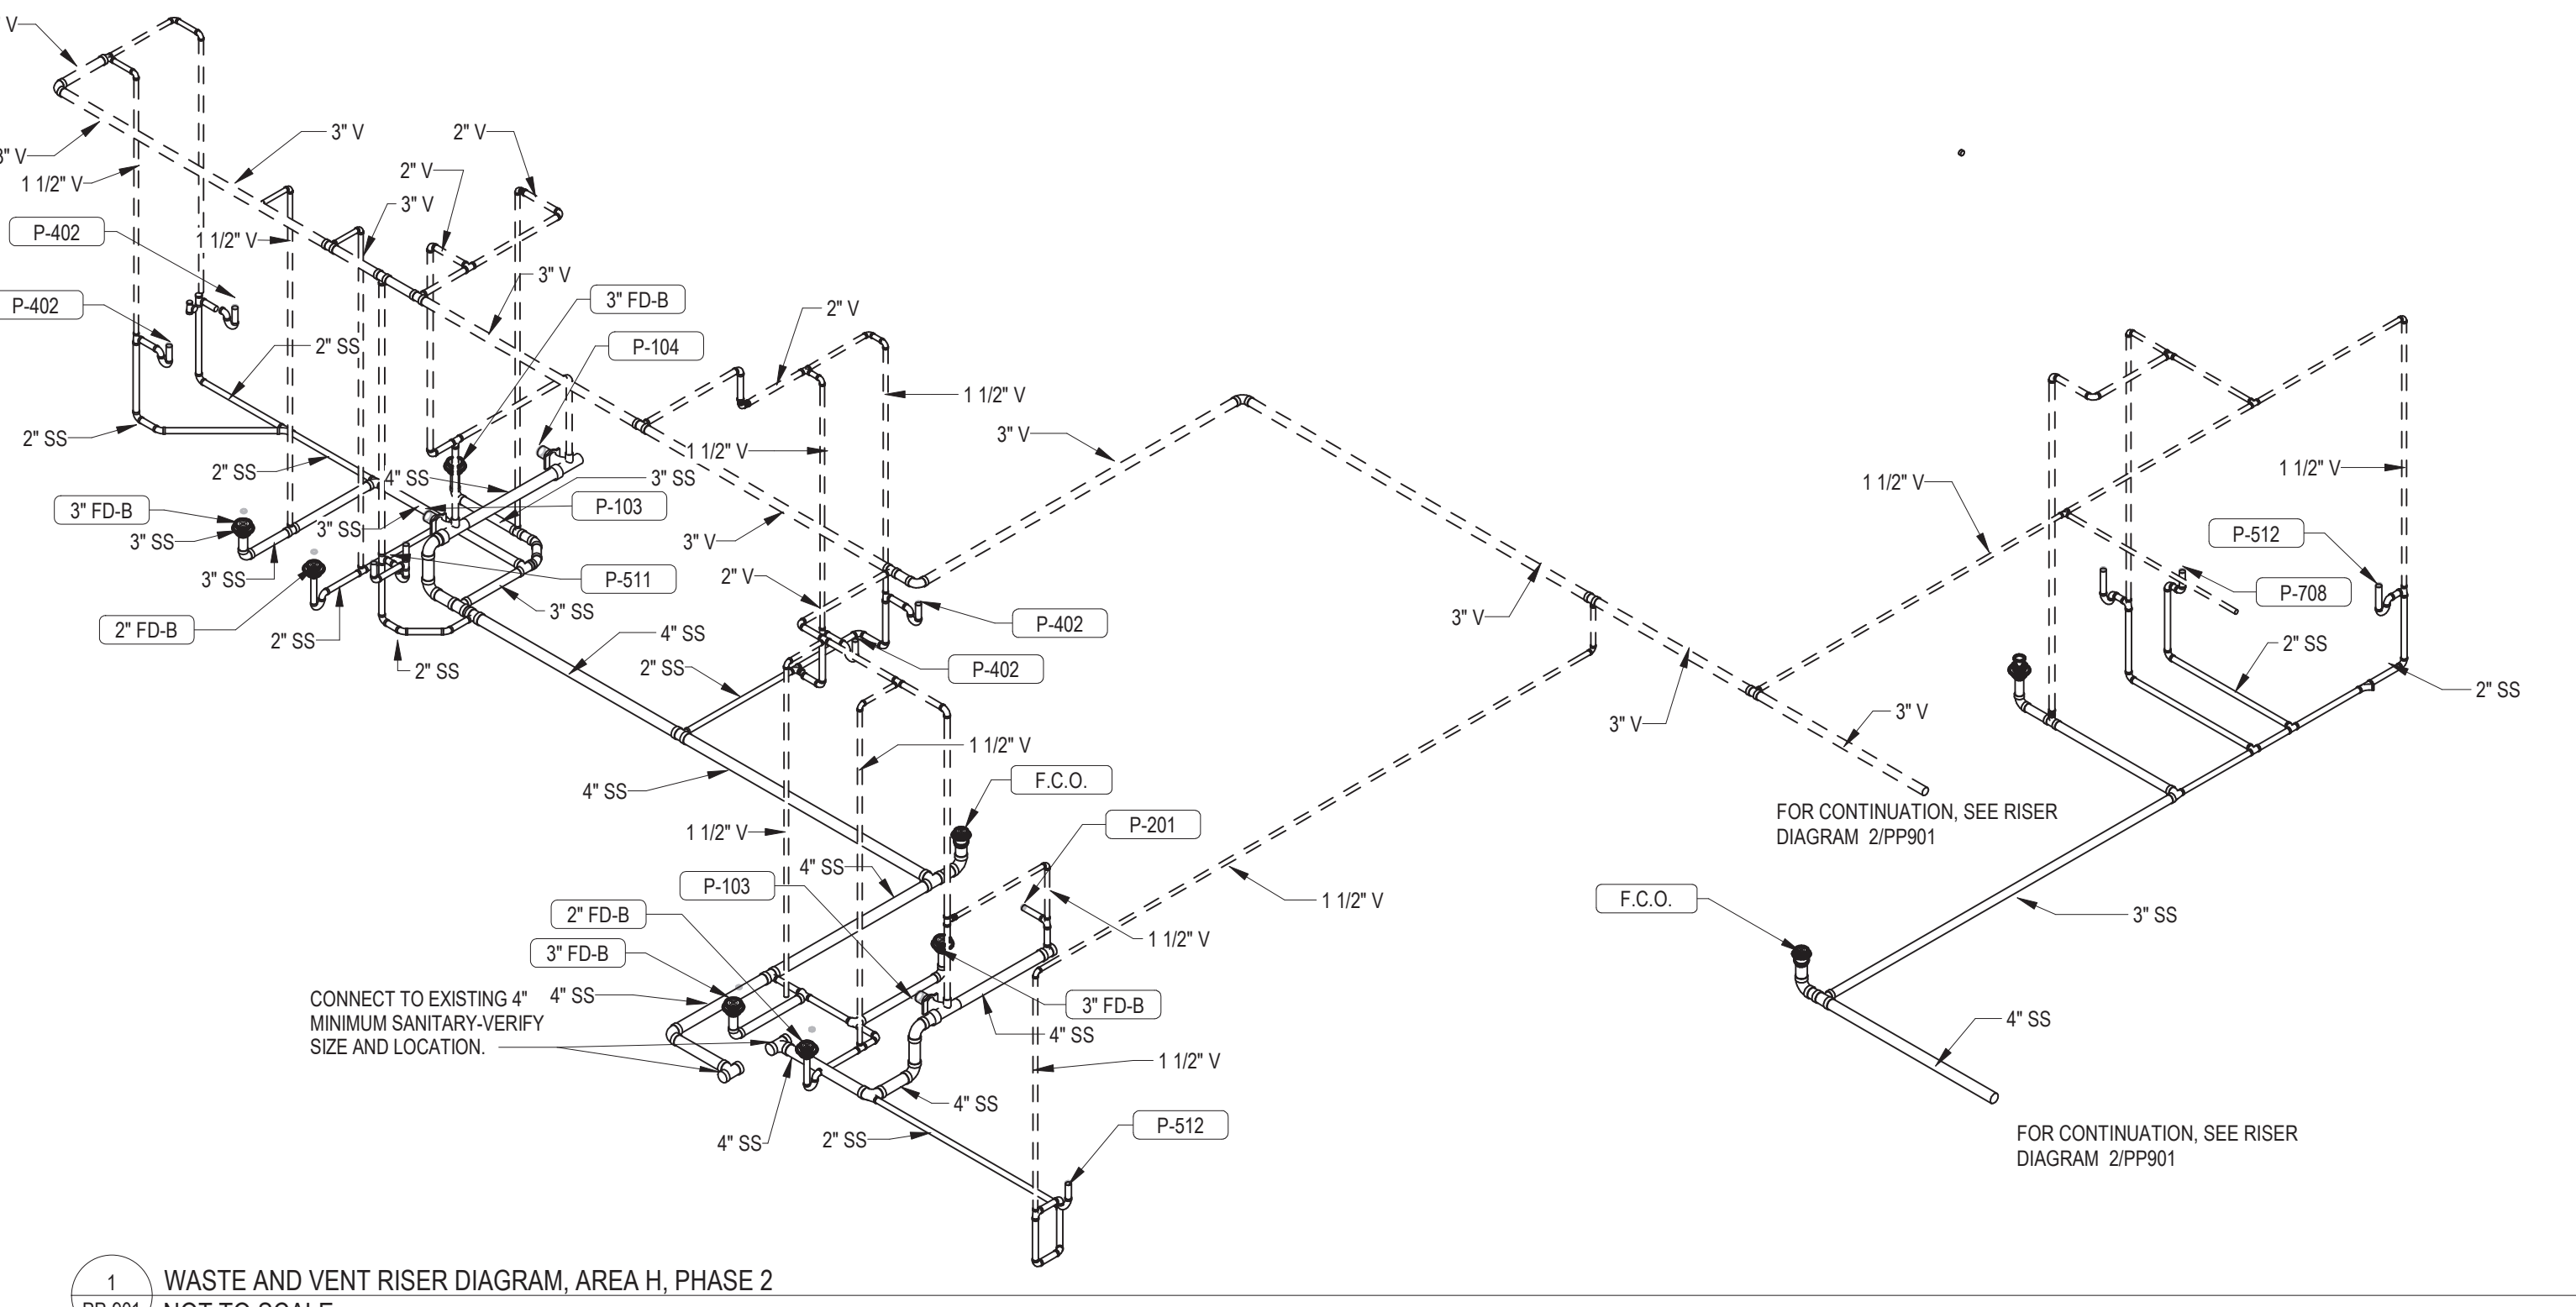 V
3" V
2" V
3" V
2" V
1 1/2" V
3" V
P-402
1 1/2" V
3" V
3" FD-B
P-402
2" V
P-104
2" SS
1 1/2" V
3" V
2" SS
1 1/2" V
2" SS
1 1/2" V
4" SS
3" SS
1 1/2" V
3" FD-B
P-103
3" SS
3" SS
P-512
3" V
3" SS
2" V
P-511
P-708
3" SS
3" V
2" FD-B
P-402
4" SS
2" SS
2" SS
2" SS
P-402
2" SS
2" SS
3" V
3" V
1 1/2" V
F.C.O.
4" SS
FOR CONTINUATION, SEE RISER
DIAGRAM 2/PP901
P-201
1 1/2" V
4" SS
P-103
1 1/2" V
F.C.O.
2" FD-B
3" SS
1 1/2" V
3" FD-B
CONNECT TO EXISTING 4"
MINIMUM SANITARY-VERIFY
SIZE AND LOCATION.
4" SS
3" FD-B
4" SS
4" SS
1 1/2" V
4" SS
P-512
4" SS
2" SS
FOR CONTINUATION, SEE RISER
DIAGRAM 2/PP901
1
WASTE AND VENT RISER DIAGRAM, AREA H, PHASE 2